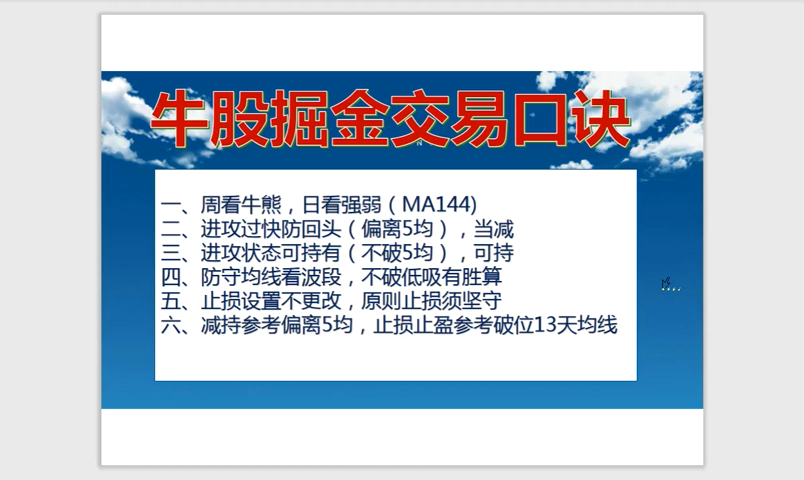 牛股掘金交易口诀
一、周看牛熊，日看强弱（MA144）
二、进攻过快防回头（偏离5均），当减
三、进攻状态可持有（不破5均），可持
四、防守均线看波段，不破低吸有胜算
五、止损设置不更改，原则止损须坚守
六、减持参考偏离5均，止损止盈参考破位13天均线